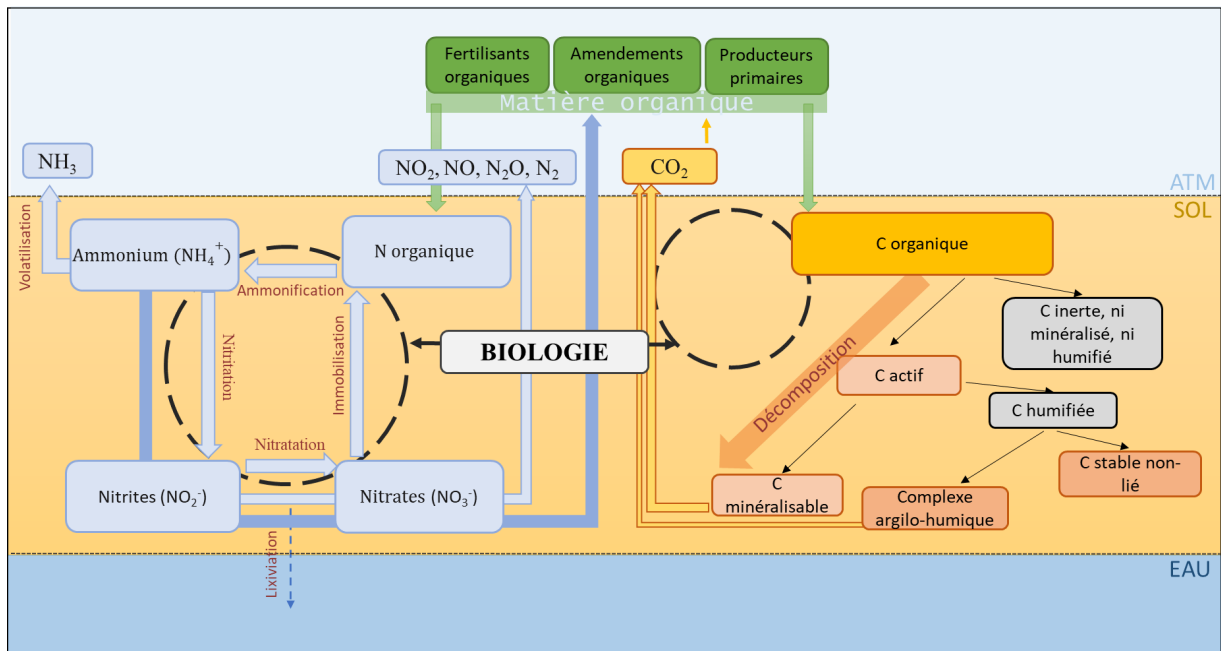 Fertilisants
organiques
Amendements
organiques
Producteurs
primaires
Matière organique
NH₃
NO₂, NO, N₂O, N₂
CO₂
ATM
SOL
Volatilisation
Ammonium (NH₄⁺)
N organique
C organique
Ammonification
Nitritation
Immobilisation
BIOLOGIE
Décomposition
C inerte, ni
minéralisé, ni
humifié
C actif
C humifiée
Nitratation
Nitrites (NO₂⁻)
Nitrates (NO₃⁻)
C
minéralisable
Complexe
argilo-humique
C stable non-
lié
Lixiviation
EAU